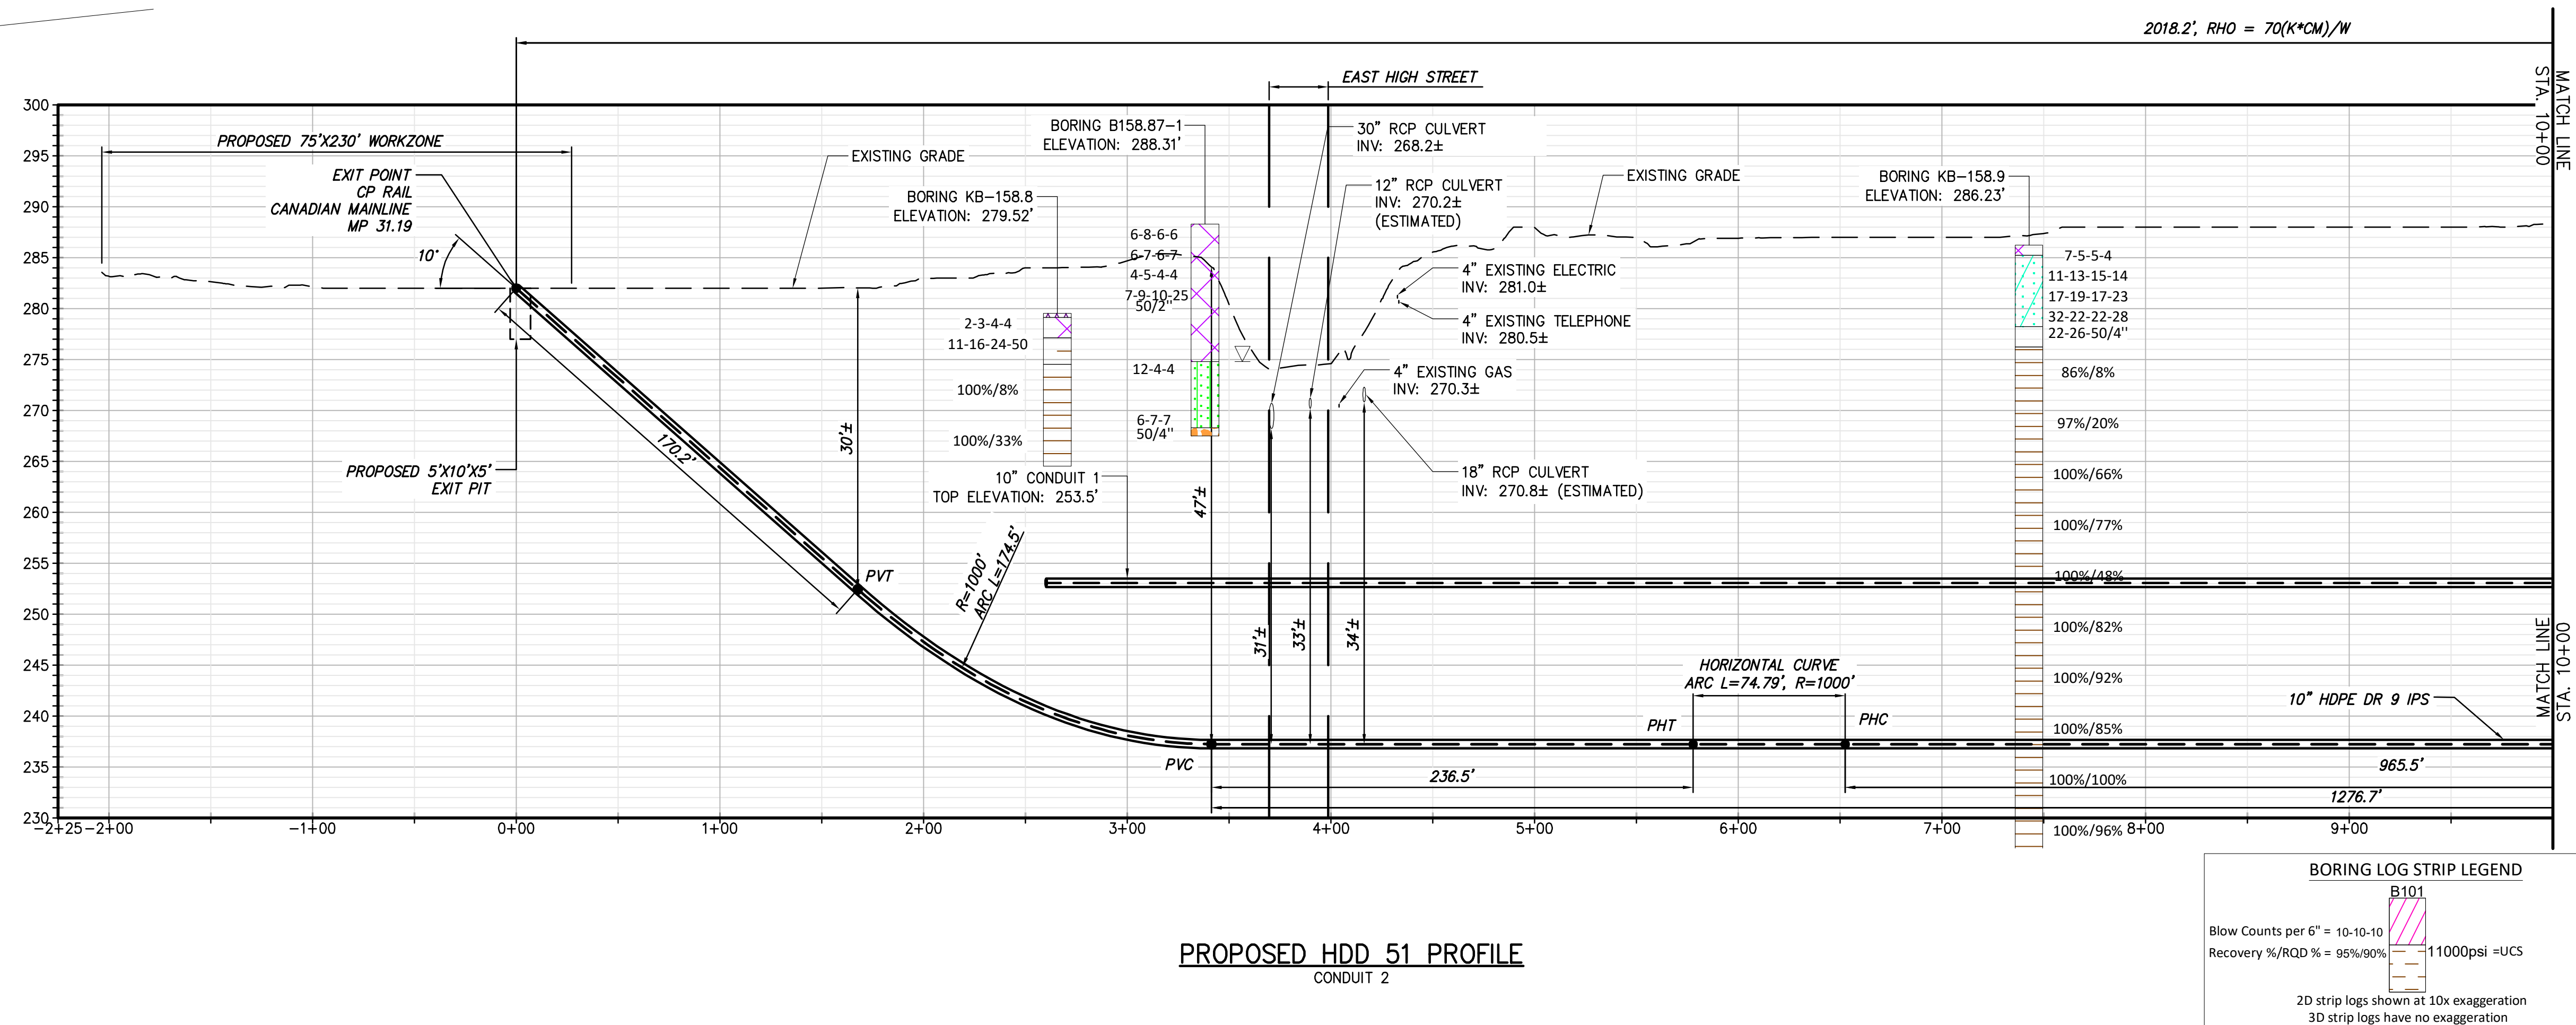 2018.2', RHO = 70(K*CM)/W
MATCH LINE
STA. 10+00
EAST HIGH STREET
300
295
290
285
280
275
270
265
260
255
250
245
240
235
230
PROPOSED 75'X230' WORKZONE
EXIT POINT
CP RAIL
CANADIAN MAINLINE
MP 31.19
10°
EXISTING GRADE
BORING KB-158.8
ELEVATION: 279.52'
BORING B158.87-1
ELEVATION: 288.31'
30" RCP CULVERT
INV: 268.2±
12" RCP CULVERT
INV: 270.2±
(ESTIMATED)
EXISTING GRADE
BORING KB-158.9
ELEVATION: 286.23'
6-8-6-6
6-7-6-7
4-5-4-4
7-9-10-25
50/2"
12-4-4
6-7-7
50/4"
2-3-4-4
11-16-24-50
100%/8%
100%/33%
4" EXISTING ELECTRIC
INV: 281.0±
4" EXISTING TELEPHONE
INV: 280.5±
4" EXISTING GAS
INV: 270.3±
18" RCP CULVERT
INV: 270.8± (ESTIMATED)
7-5-5-4
11-13-15-14
17-19-17-23
32-22-22-28
22-26-50/4"
86%/8%
97%/20%
100%/66%
100%/77%
100%/48%
100%/82%
100%/92%
100%/85%
100%/100%
100%/96%
170.2'
30'±
PROPOSED 5'X10'X5'
EXIT PIT
10" CONDUIT 1
TOP ELEVATION: 253.5'
47'±
PVT
R=1000'
ARC L=174.5'
31'±
33'±
34'±
HORIZONTAL CURVE
ARC L=74.79', R=1000'
PHT
PHC
10" HDPE DR 9 IPS
MATCH LINE
STA. 10+00
PVC
236.5'
965.5'
1276.7'
-2+25
-2+00
-1+00
0+00
1+00
2+00
3+00
4+00
5+00
6+00
7+00
8+00
9+00
PROPOSED HDD 51 PROFILE
CONDUIT 2
BORING LOG STRIP LEGEND
B101
Blow Counts per 6" = 10-10-10
Recovery %/RQD % = 95%/90% 11000psi =UCS
2D strip logs shown at 10x exaggeration
3D strip logs have no exaggeration